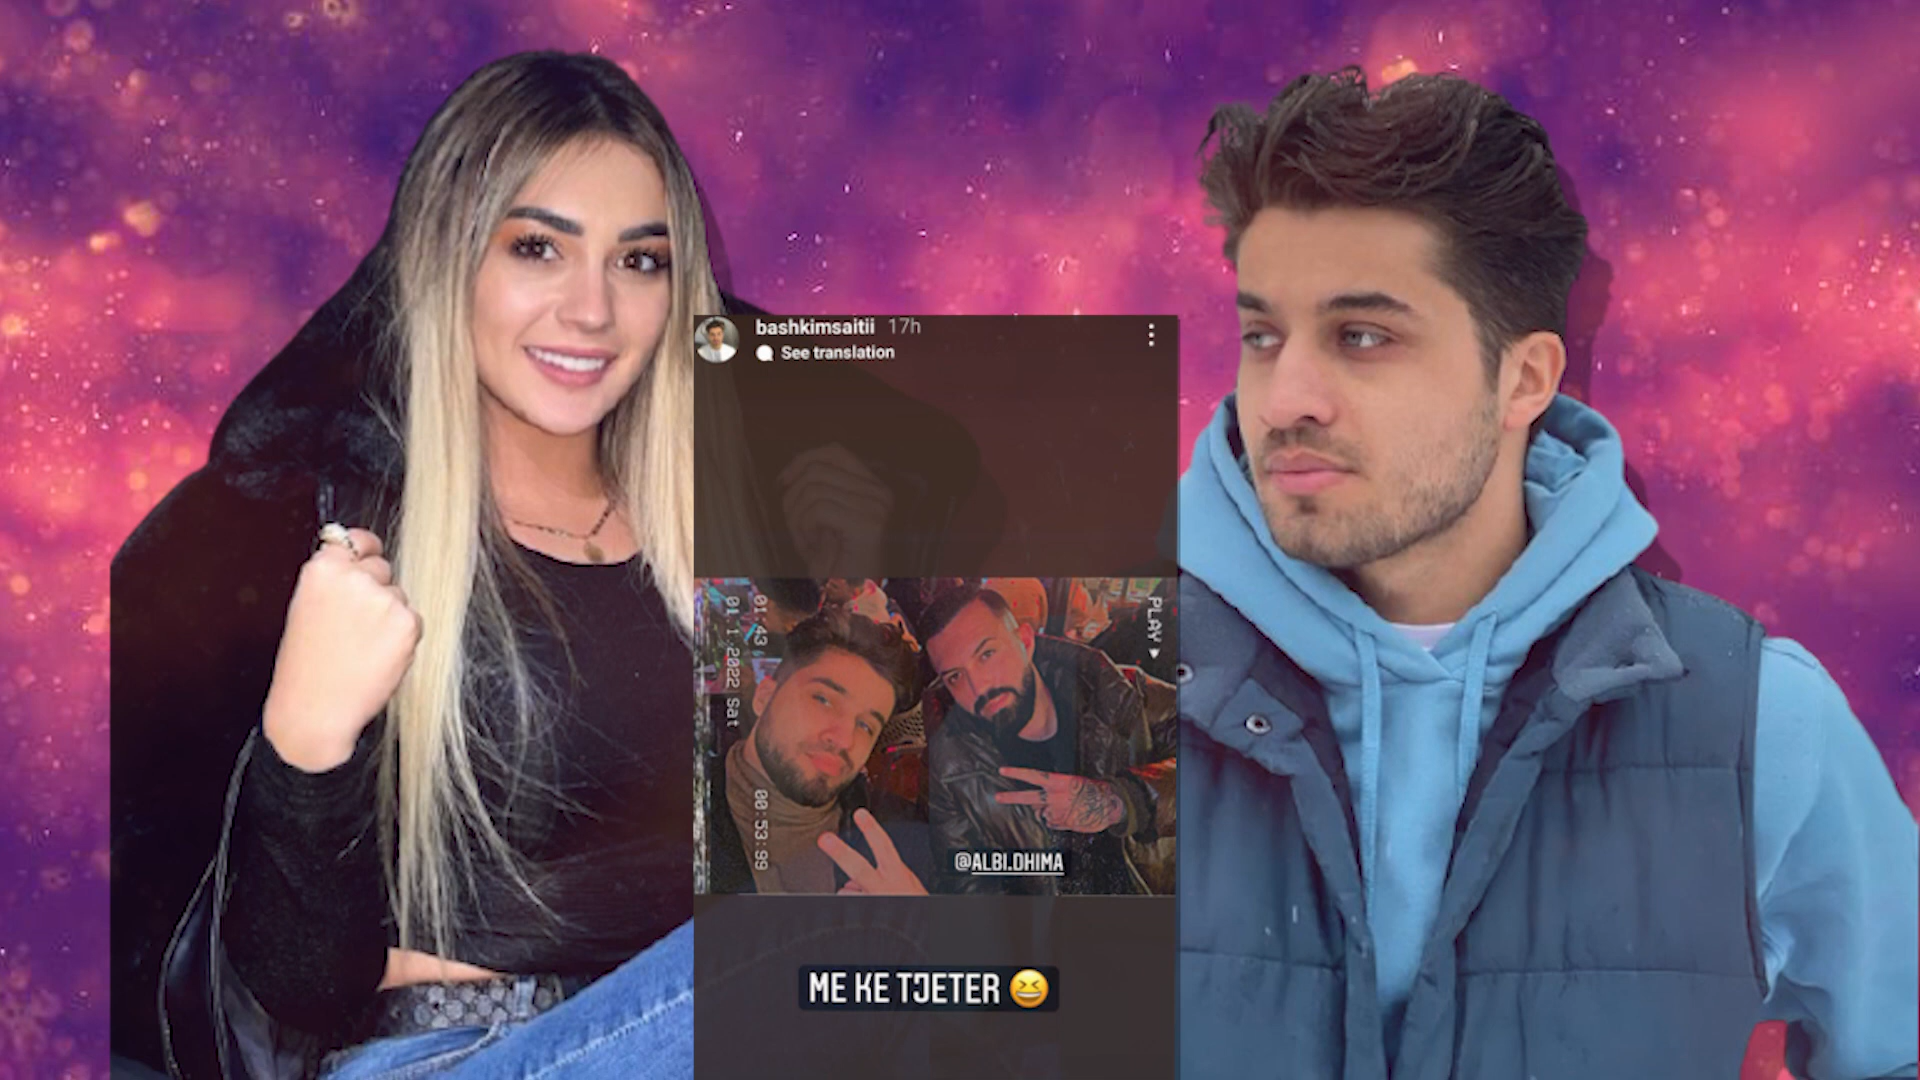 bashkimsaitii 17h
See translation
PLAY
01:43
01 1.2022 Sat
00:53:99
@ALBI.DHIMA
ME KE TJETER 😆